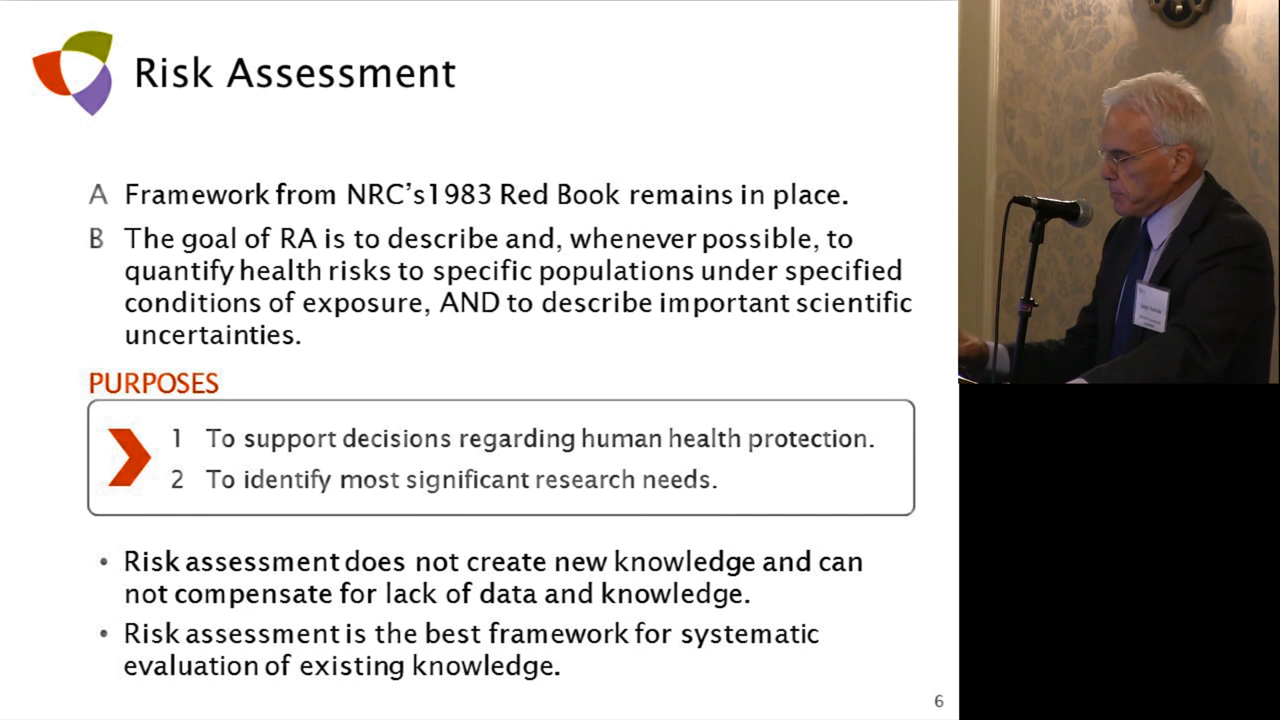 Risk Assessment
A Framework from NRC's1983 Red Book remains in place.
B The goal of RA is to describe and, whenever possible, to
quantify health risks to specific populations under specified
conditions of exposure, AND to describe important scientific
uncertainties.
PURPOSES
1 To support decisions regarding human health protection.
2 To identify most significant research needs.
• Risk assessment does not create new knowledge and can
not compensate for lack of data and knowledge.
• Risk assessment is the best framework for systematic
evaluation of existing knowledge.
6